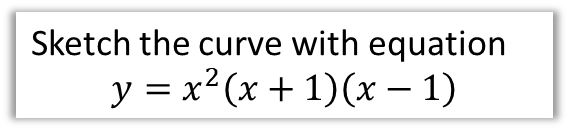 Sketch the curve with equation
𝑦 = 𝑥²(𝑥 + 1)(𝑥 − 1)